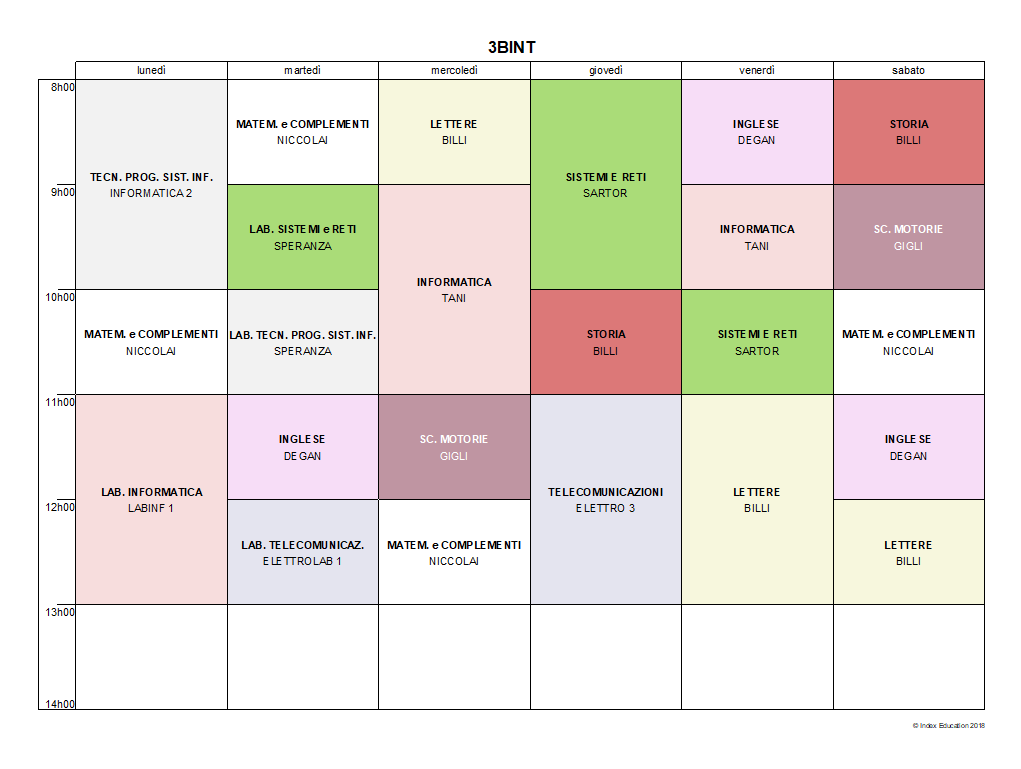 3BINT
lunedì martedì mercoledì giovedì venerdì sabato
8h00
MATEM. e COMPLEMENTI
NICCOLAI
LETTERE
BILLI
INGLESE
DEGAN
STORIA
BILLI
TECN. PROG. SIST. INF.
INFORMATICA 2
SISTEMI E RETI
SARTOR
9h00
LAB. SISTEMI e RETI
SPERANZA
INFORMATICA
TANI
SC. MOTORIE
GIGLI
INFORMATICA
TANI
10h00
MATEM. e COMPLEMENTI
NICCOLAI
LAB. TECN. PROG. SIST. INF.
SPERANZA
STORIA
BILLI
SISTEMI E RETI
SARTOR
MATEM. e COMPLEMENTI
NICCOLAI
11h00
INGLESE
DEGAN
SC. MOTORIE
GIGLI
INGLESE
DEGAN
LAB. INFORMATICA
LABINF 1
TELECOMUNICAZIONI
ELETTRO 3
LETTERE
BILLI
12h00
LAB. TELECOMUNICAZ.
ELETTROLAB 1
MATEM. e COMPLEMENTI
NICCOLAI
LETTERE
BILLI
13h00
14h00
© Index Education 2018